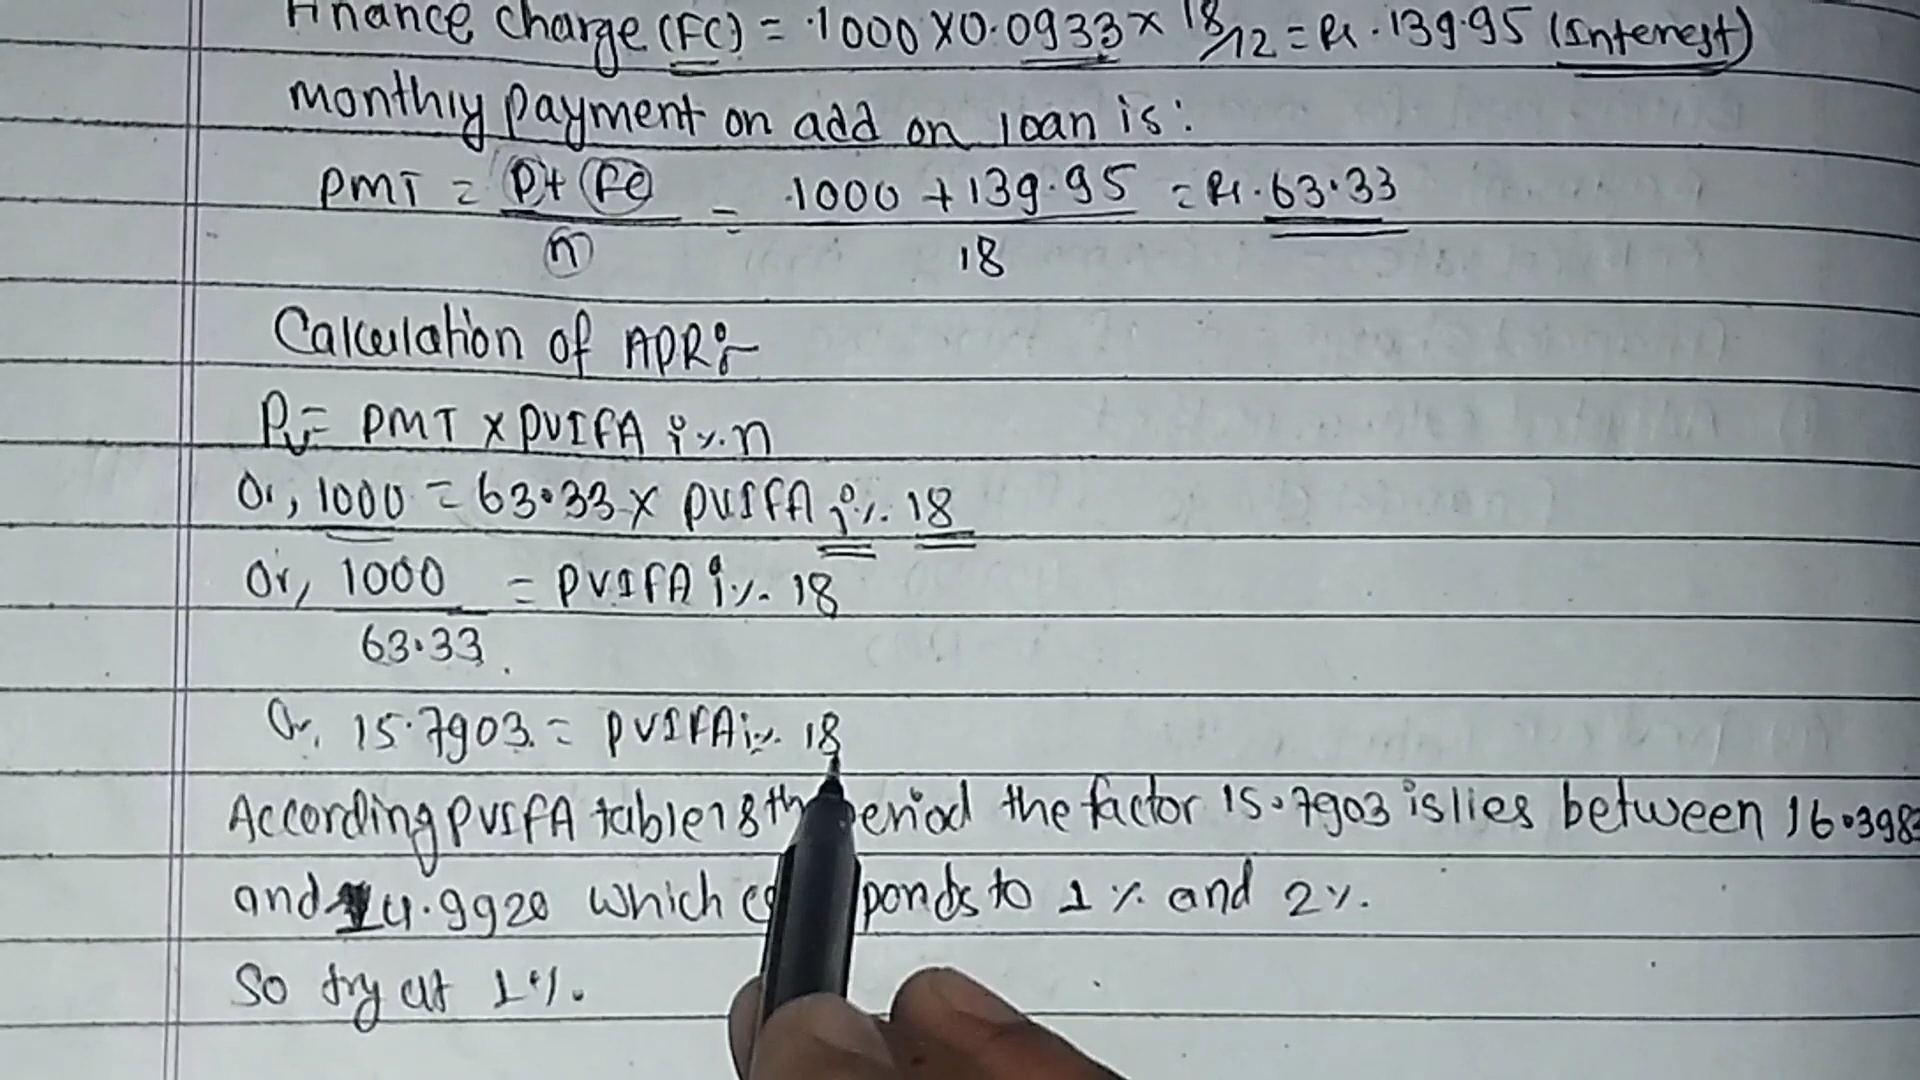 Finance Charge (FC) = 1000 X 0.0933 x 18/12 = Rs. 139.95 (Interest)
monthly payment on add on loan is:
PMT = P+ (FC) / n = 1000 + 139.95 / 18 = Rs. 63.33
Calculation of APR:-
PV = PMT x PVIFA i%. n
Or, 1000 = 63.33 x PVIFA i%. 18
Or, 1000 / 63.33 = PVIFA i%. 18
Or, 15.7903 = PVIFA i%. 18
According PVIFA table 18th period the factor 15.7903 is lies between 16.398
and 14.9920 which ponds to 1% and 2%.
So try at 1%.